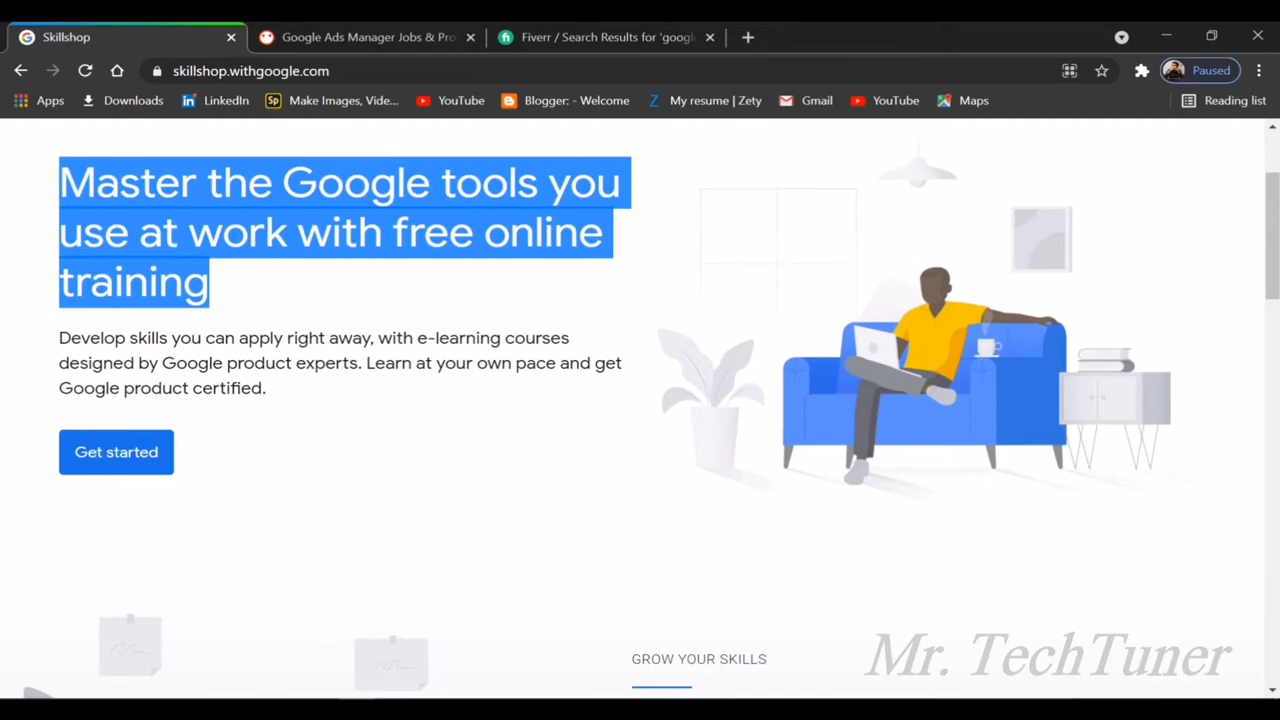 Skillshop
Google Ads Manager Jobs & Pro
Fiverr / Search Results for 'googl
skillshop.withgoogle.com
Paused
Apps
Downloads
LinkedIn
Make Images, Vide...
YouTube
Blogger: - Welcome
My resume | Zety
Gmail
YouTube
Maps
Reading list
Master the Google tools you
use at work with free online
training
Develop skills you can apply right away, with e-learning courses
designed by Google product experts. Learn at your own pace and get
Google product certified.
Get started
GROW YOUR SKILLS
Mr. TechTuner